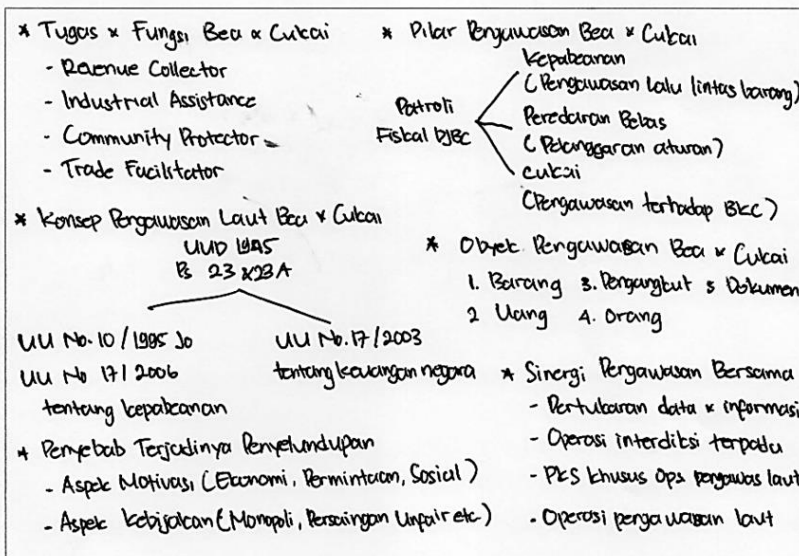 * Tugas & Fungsi Bea & Cukai
- Revenue Collector
- Industrial Assistance
- Community Protector
- Trade Facilitator
* Konsep Pengawasan Laut Bea & Cukai
UUD 1945
Ps 23 & 23A
UU No. 10 / 1995 Jo
UU No 17 / 2006
tentang kepabeanan
UU No. 17 / 2003
tentang keuangan negara
* Penyebab Terjadinya Penyelundupan
- Aspek Motivasi (Ekonomi, Permintaan, Sosial)
- Aspek Kebijakan (Monopoli, Persaingan Unfair etc)
* Pilar Pengawasan Bea & Cukai
Patroli
Fiskal DJBC
Kepabeanan
(Pengawasan lalu lintas barang)
Peredaran Bebas
(Pelanggaran aturan)
cukai
(Pengawasan terhadap BKC)
* Obyek Pengawasan Bea & Cukai
1. Barang 3. Pengangkut 5 Dokumen
2 Uang 4. Orang
* Sinergi Pengawasan Bersama
- Pertukaran data & informasi
- Operasi interdiksi terpadu
- PKS khusus Ops pengawas laut
- Operasi pengawasan laut